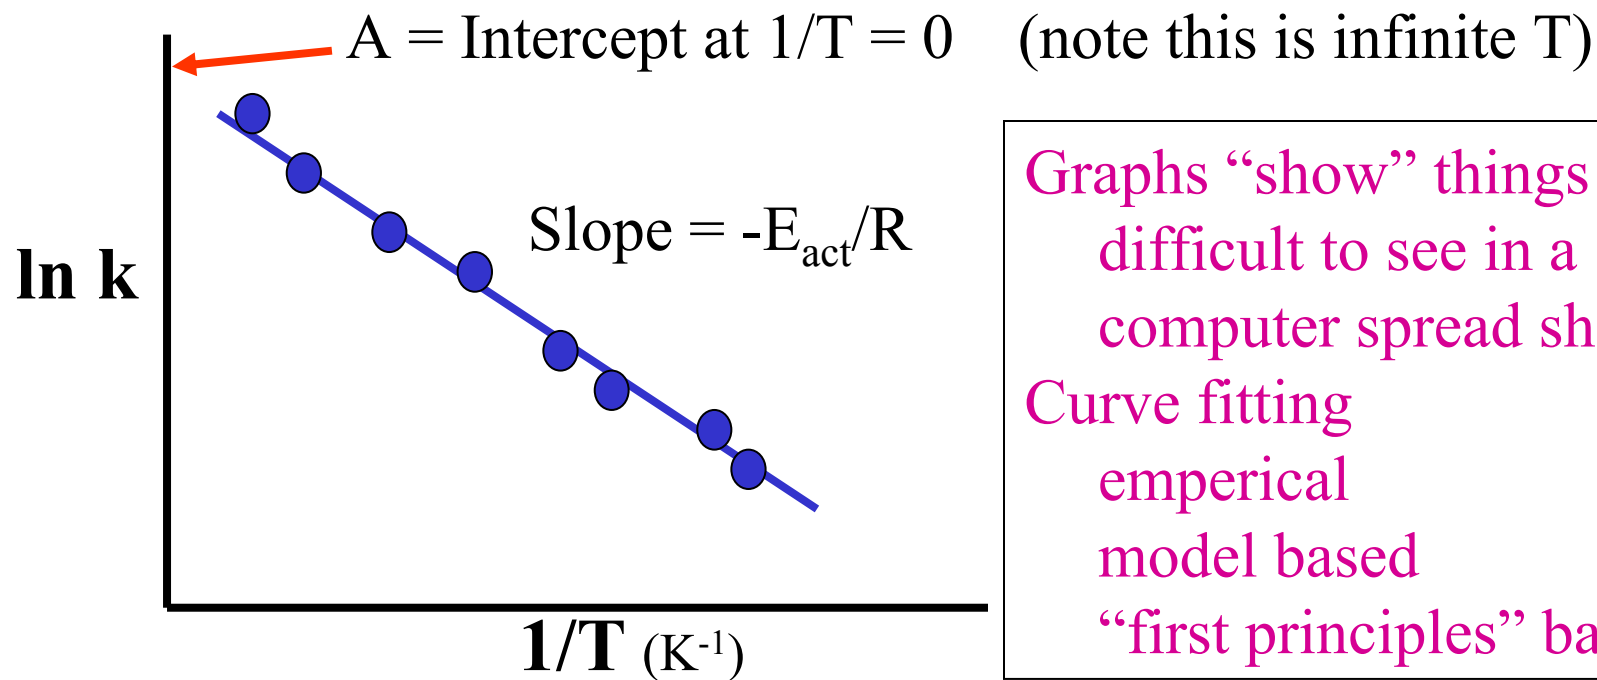 A = Intercept at 1/T = 0 (note this is infinite T)
Slope = -Eact/R
ln k
1/T (K-1)
Graphs “show” things
difficult to see in a
computer spread sh
Curve fitting
emperical
model based
“first principles” ba